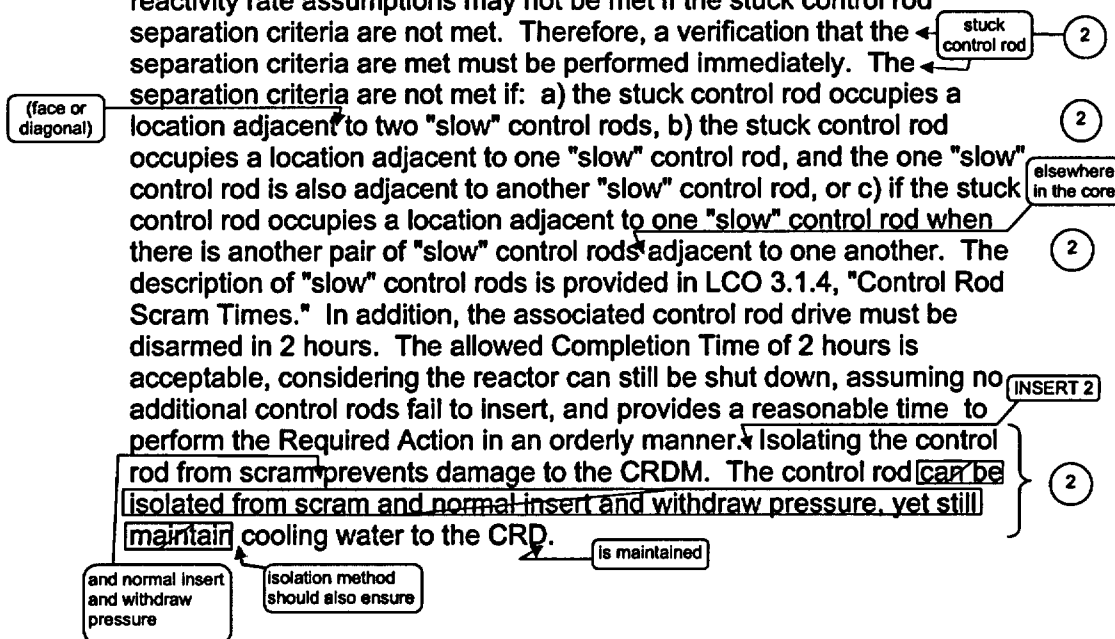 reactivity rate assumptions may not be met if the stuck control rod
separation criteria are not met. Therefore, a verification that the
stuck
control rod
2
separation criteria are met must be performed immediately. The
(face or
diagonal)
separation criteria are not met if: a) the stuck control rod occupies a
location adjacent to two "slow" control rods, b) the stuck control rod
2
occupies a location adjacent to one "slow" control rod, and the one "slow"
control rod is also adjacent to another "slow" control rod, or c) if the stuck
elsewhere
in the core
control rod occupies a location adjacent to one "slow" control rod when
there is another pair of "slow" control rods adjacent to one another. The
2
description of "slow" control rods is provided in LCO 3.1.4, "Control Rod
Scram Times." In addition, the associated control rod drive must be
disarmed in 2 hours. The allowed Completion Time of 2 hours is
acceptable, considering the reactor can still be shut down, assuming no
INSERT 2
additional control rods fail to insert, and provides a reasonable time to
perform the Required Action in an orderly manner. Isolating the control
rod from scram prevents damage to the CRDM. The control rod can be
2
isolated from scram and normal insert and withdraw pressure, yet still
maintain cooling water to the CRD.
is maintained
and normal insert
and withdraw
pressure
isolation method
should also ensure